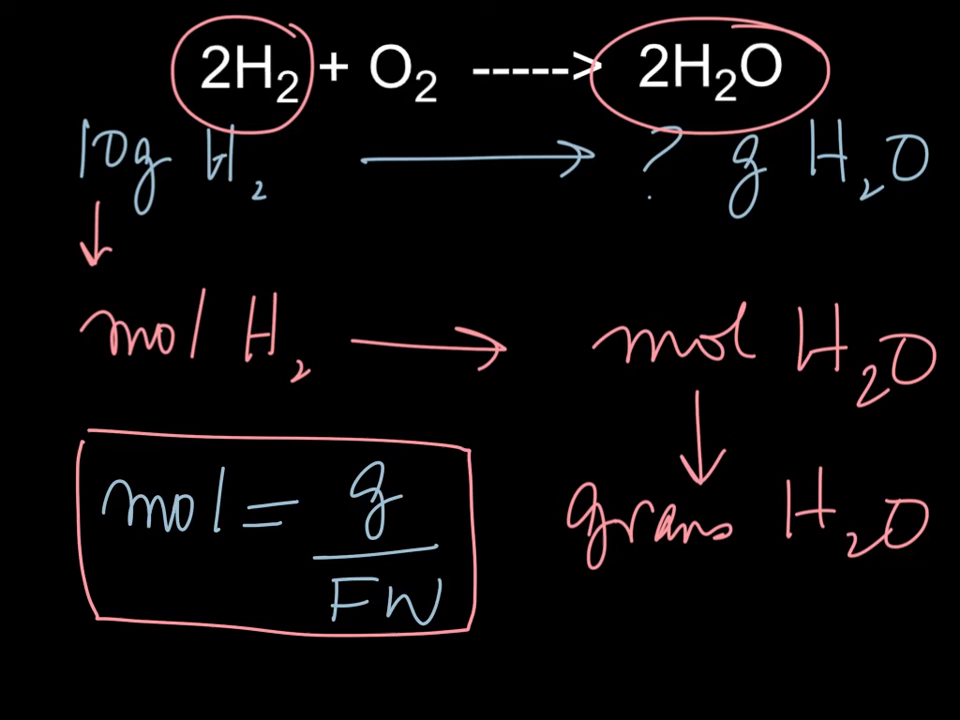 2H₂ + O₂ -----> 2H₂O
10g H₂ ⟶ ? g H₂O
mol H₂ ⟶ mol H₂O
mol = g / FW
grams H₂O